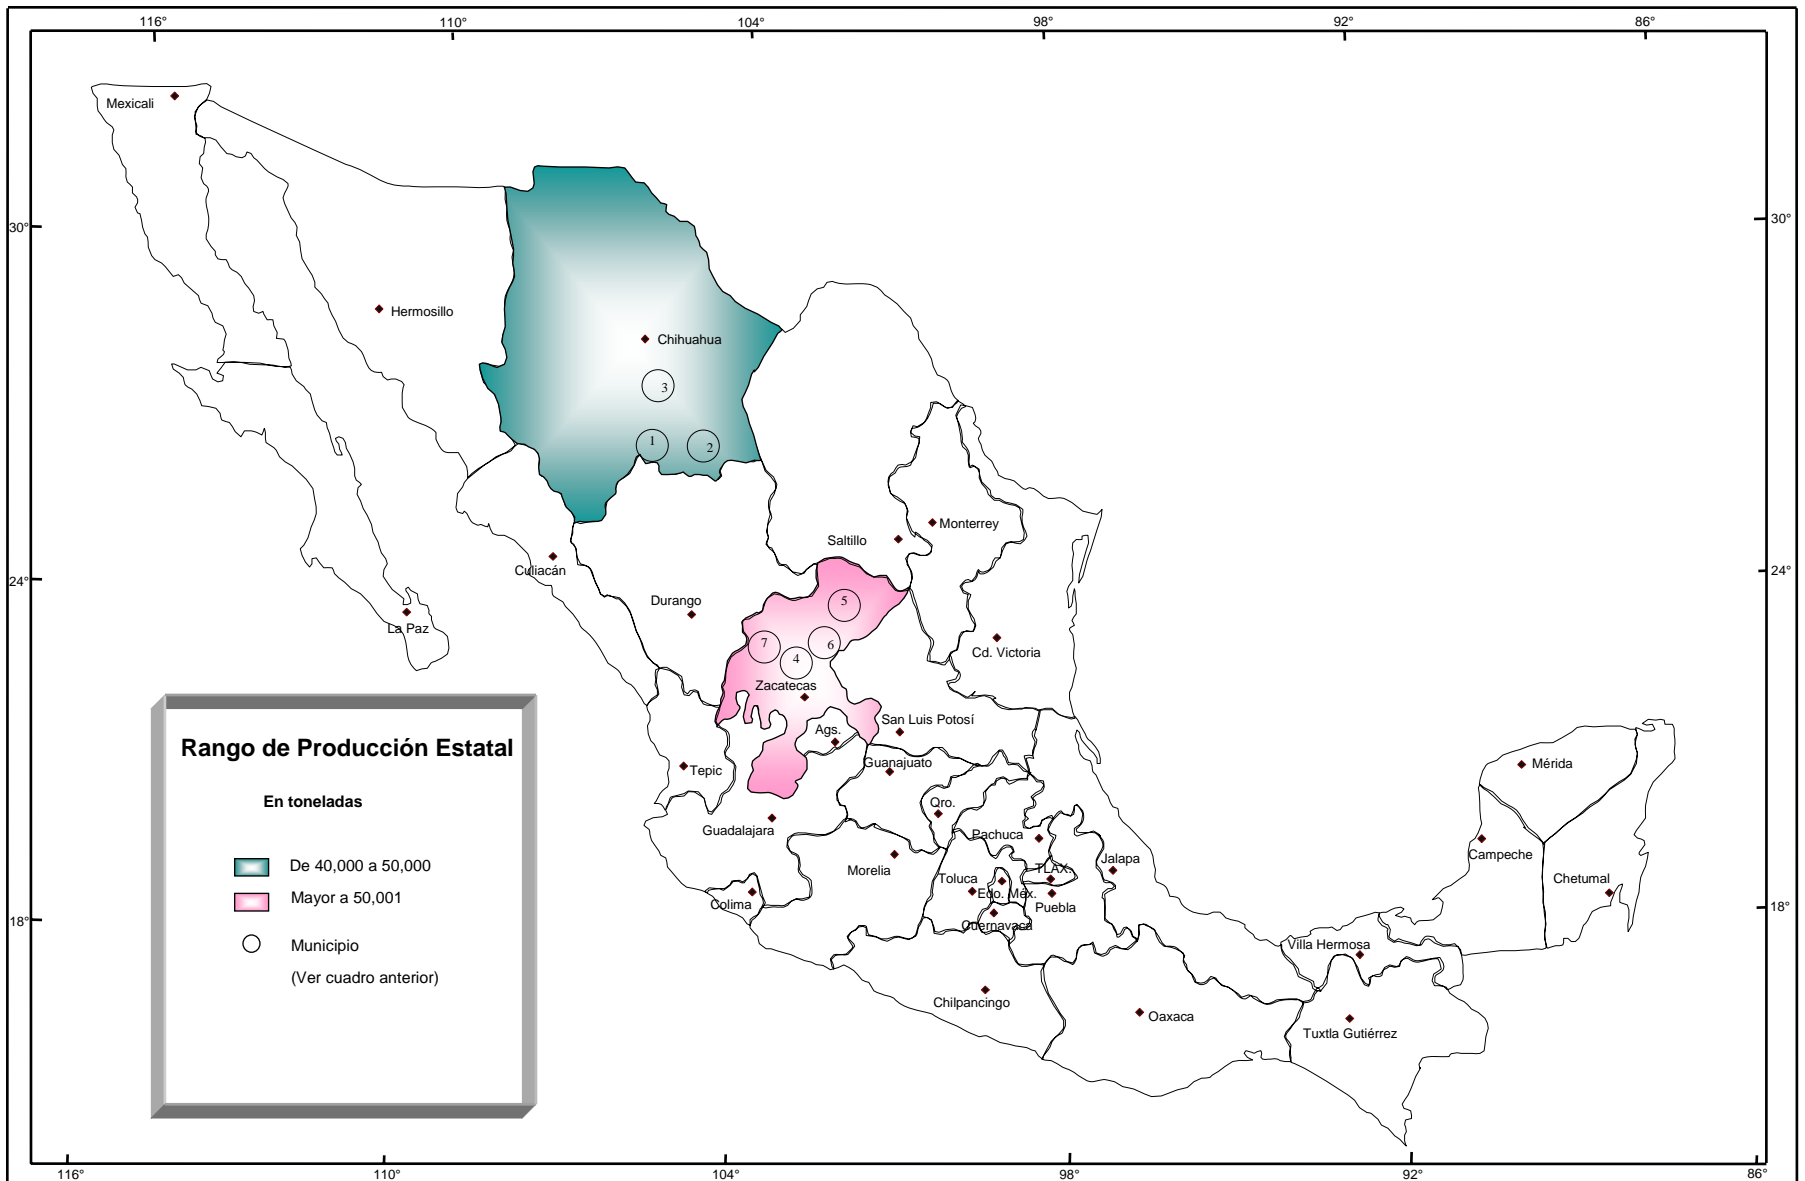 116°
110°
104°
98°
92°
86°
Mexicali
30°
30°
Hermosillo
Chihuahua
3
1
2
Monterrey
Saltillo
Culiacán
24°
24°
Durango
5
La Paz
7
6
4
Cd. Victoria
Zacatecas
San Luis Potosí
Ags.
Tepic
Guanajuato
Mérida
Qro.
Guadalajara
Pachuca
Campeche
Morelia
Jalapa
TLAX.
Toluca
Edo. Méx.
Chetumal
Colima
Puebla
18°
18°
Cuernavaca
Villa Hermosa
Chilpancingo
Oaxaca
Tuxtla Gutiérrez
Rango de Producción Estatal
En toneladas
De 40,000 a 50,000
Mayor a 50,001
Municipio
(Ver cuadro anterior)
116°
110°
104°
98°
92°
86°